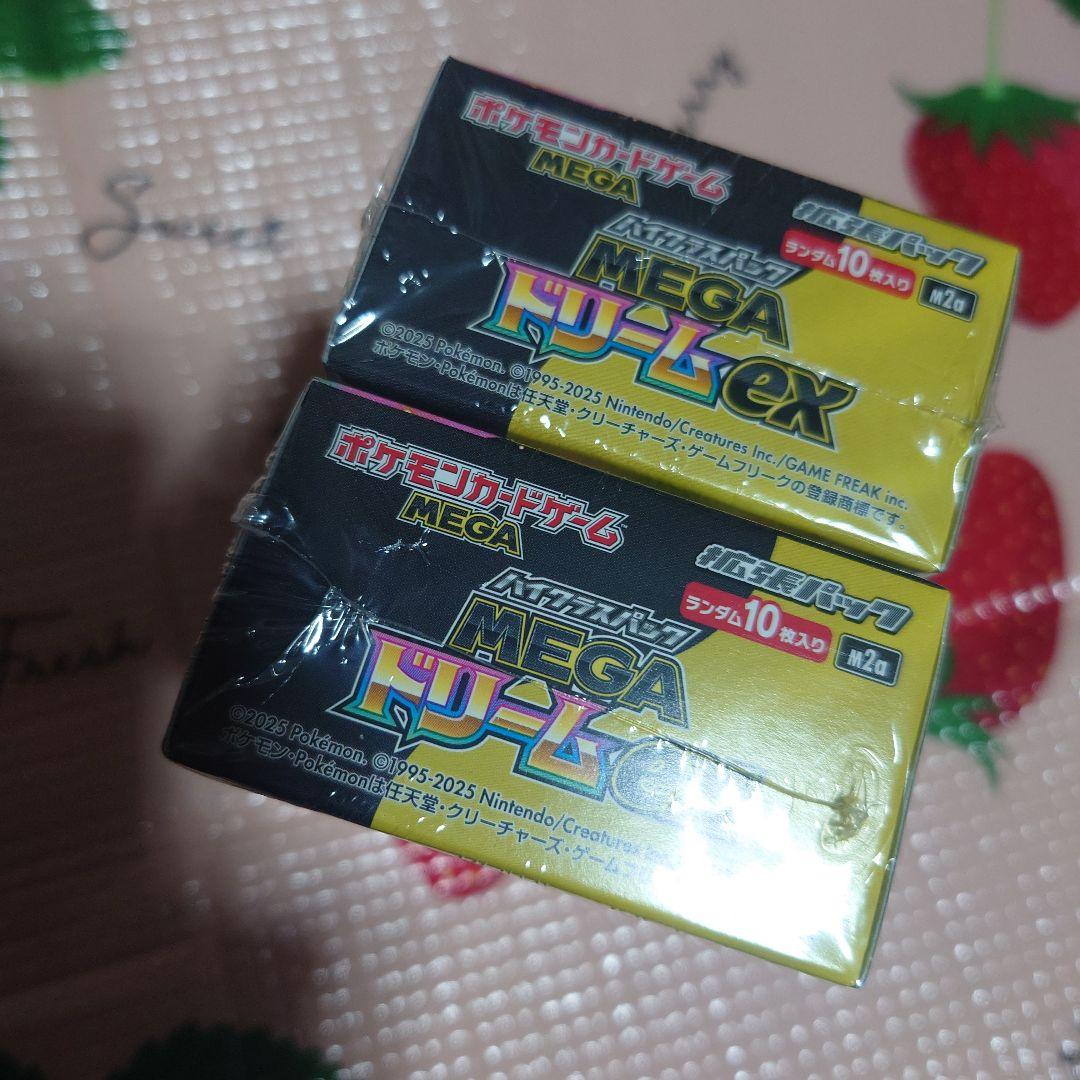 Sweet
ポケモンカードゲーム
MEGA
拡張パック
ランダム10枚入り
M2a
ハイクラスパック
MEGA
ドリームex
©2025 Pokémon. ©1995-2025 Nintendo/Creatures Inc./GAME FREAK inc.
ポケモン・Pokémonは任天堂・クリーチャーズ・ゲームフリークの登録商標です。
ポケモンカードゲーム
MEGA
拡張パック
ランダム10枚入り
M2a
ハイクラスパック
MEGA
ドリームex
©2025 Pokémon. ©1995-2025 Nintendo/Creatures
ポケモン・Pokémonは任天堂・クリーチャーズ・ゲーム
Fresh